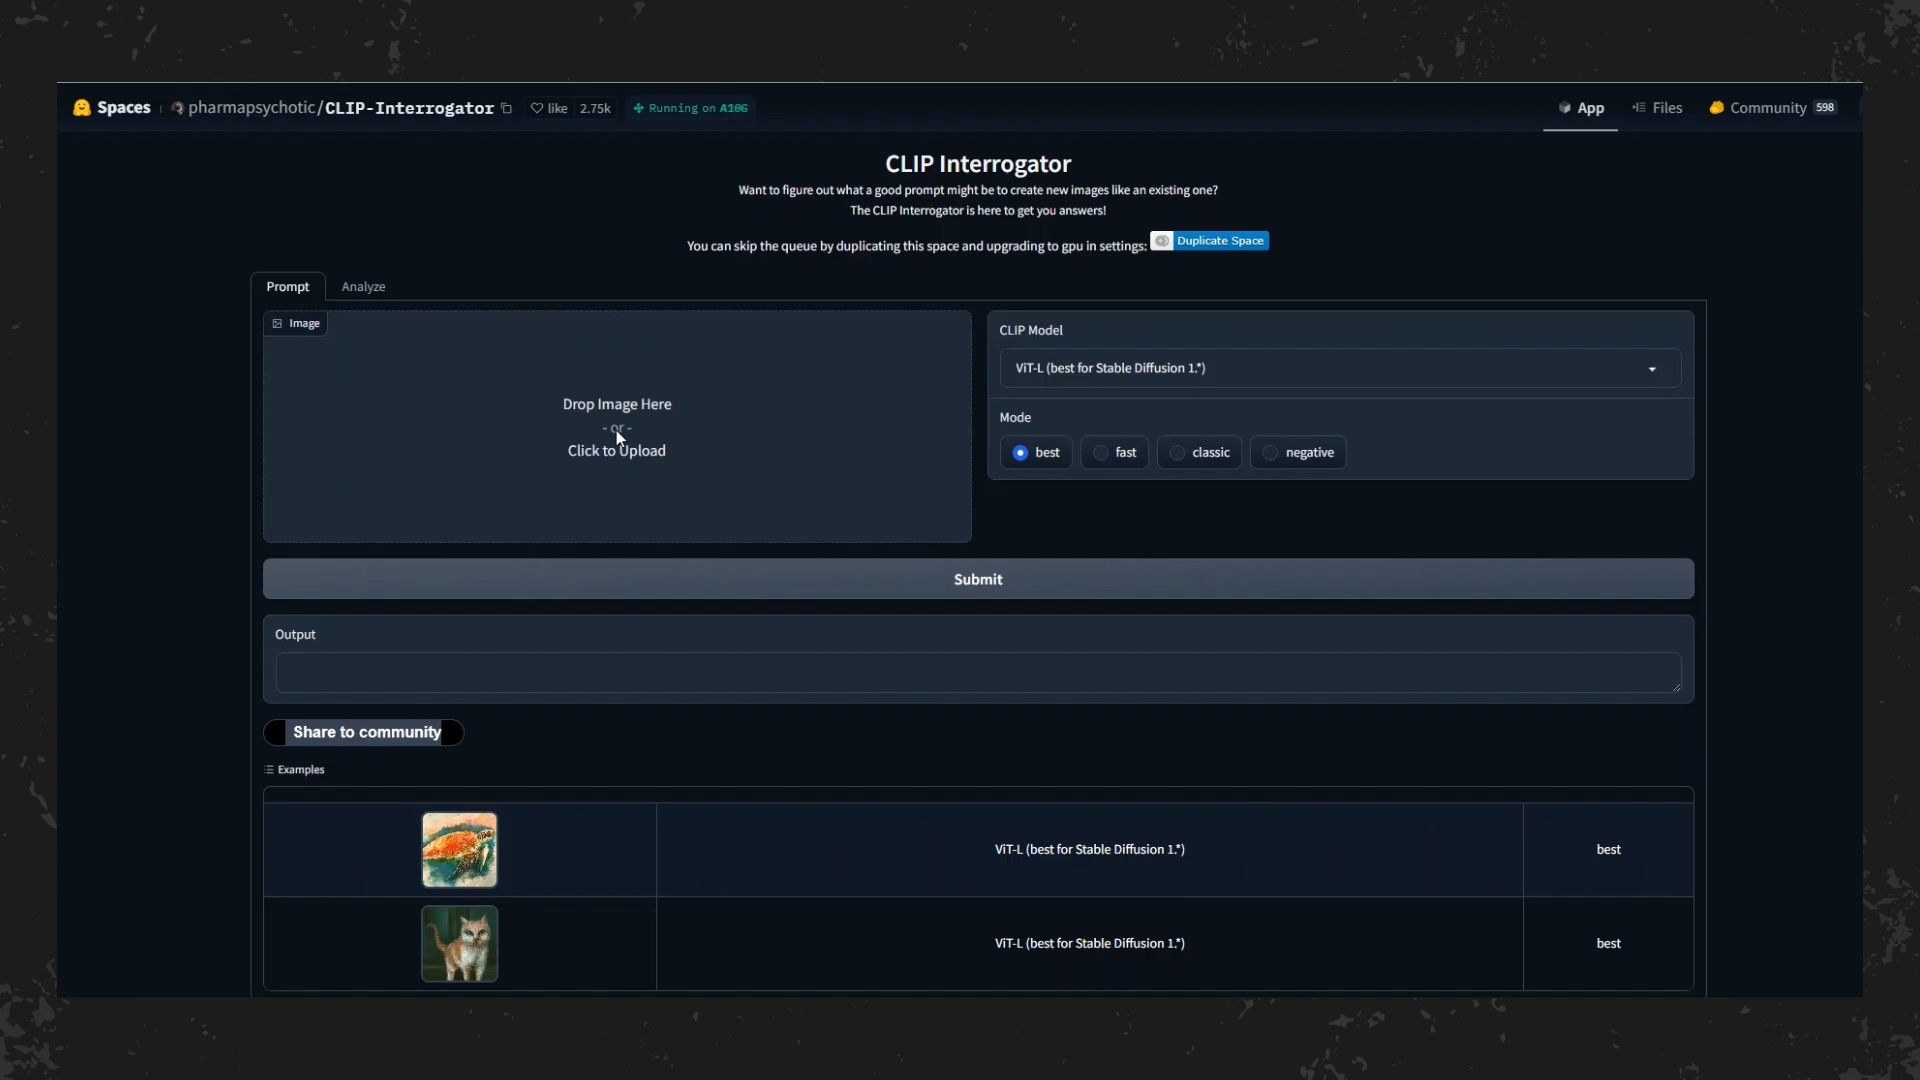 Spaces
pharmapsychotic/CLIP-Interrogator
like 2.75k
Running on A10G
App
Files
Community 598
CLIP Interrogator
Want to figure out what a good prompt might be to create new images like an existing one?
The CLIP Interrogator is here to get you answers!
You can skip the queue by duplicating this space and upgrading to gpu in settings: Duplicate Space
Prompt
Analyze
Image
Drop Image Here
- or -
Click to Upload
CLIP Model
ViT-L (best for Stable Diffusion 1.*)
Mode
best
fast
classic
negative
Submit
Output
Share to community
Examples
ViT-L (best for Stable Diffusion 1.*)
best
ViT-L (best for Stable Diffusion 1.*)
best